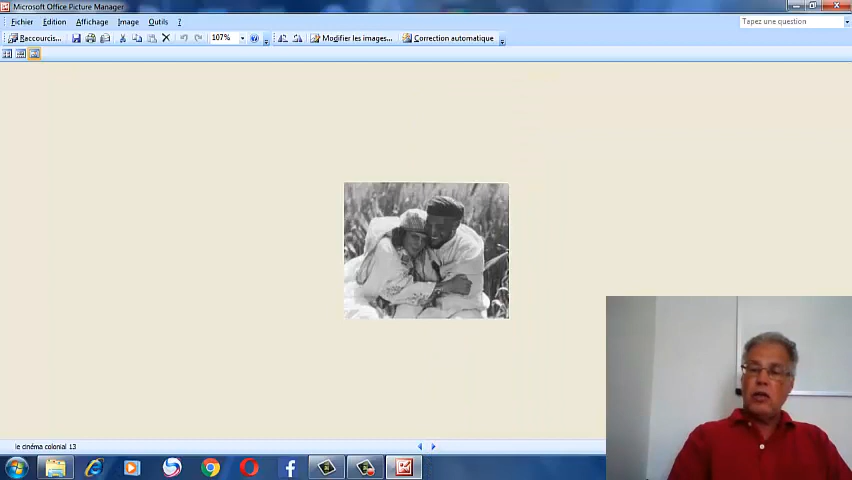 Microsoft Office Picture Manager
Fichier Edition Affichage Image Outils ?
Tapez une question
Raccourcis... 107% Modifier les images... Correction automatique
le cinéma colonial 13